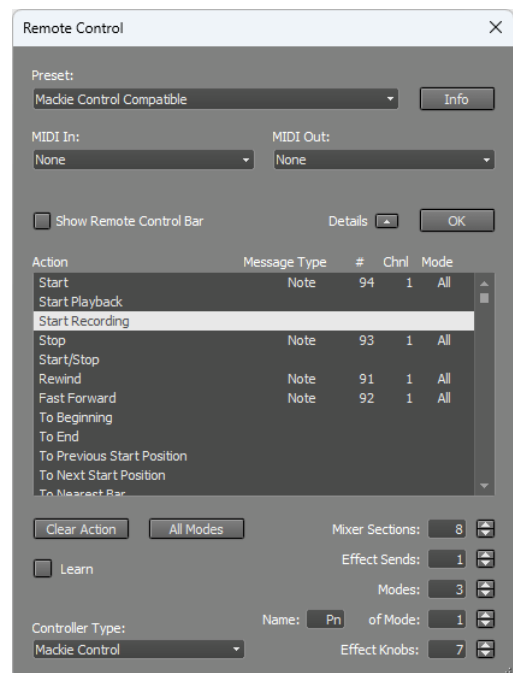 Remote Control
Preset:
Mackie Control Compatible
Info
MIDI In:
MIDI Out:
None
None
Show Remote Control Bar
Details
OK
Action Message Type # Chnl Mode
Start Note 94 1 All
Start Playback
Start Recording
Stop Note 93 1 All
Start/Stop
Rewind Note 91 1 All
Fast Forward Note 92 1 All
To Beginning
To End
To Previous Start Position
To Next Start Position
To Nearest Bar
Clear Action
All Modes
Mixer Sections: 8
Learn
Effect Sends: 1
Modes: 3
Name: Pn of Mode: 1
Controller Type:
Mackie Control
Effect Knobs: 7